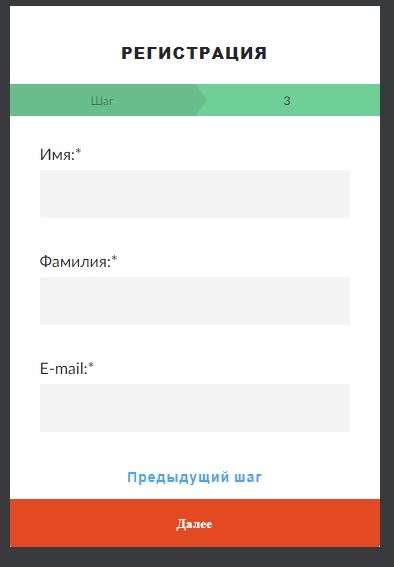 РЕГИСТРАЦИЯ
Шаг 3
Имя:*
Фамилия:*
E-mail:*
Предыдущий шаг
Далее